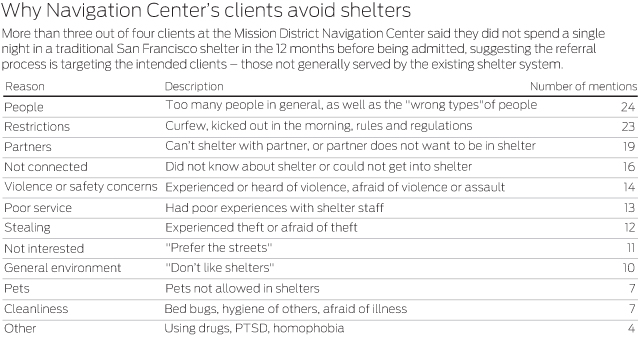 Why Navigation Center's clients avoid shelters
More than three out of four clients at the Mission District Navigation Center said they did not spend a single
night in a traditional San Francisco shelter in the 12 months before being admitted, suggesting the referral
process is targeting the intended clients – those not generally served by the existing shelter system.
Reason Description Number of mentions
People Too many people in general, as well as the "wrong types"of people 24
Restrictions Curfew, kicked out in the morning, rules and regulations 23
Partners Can't shelter with partner, or partner does not want to be in shelter 19
Not connected Did not know about shelter or could not get into shelter 16
Violence or safety concerns Experienced or heard of violence, afraid of violence or assault 14
Poor service Had poor experiences with shelter staff 13
Stealing Experienced theft or afraid of theft 12
Not interested "Prefer the streets" 11
General environment "Don't like shelters" 10
Pets Pets not allowed in shelters 7
Cleanliness Bed bugs, hygiene of others, afraid of illness 7
Other Using drugs, PTSD, homophobia 4